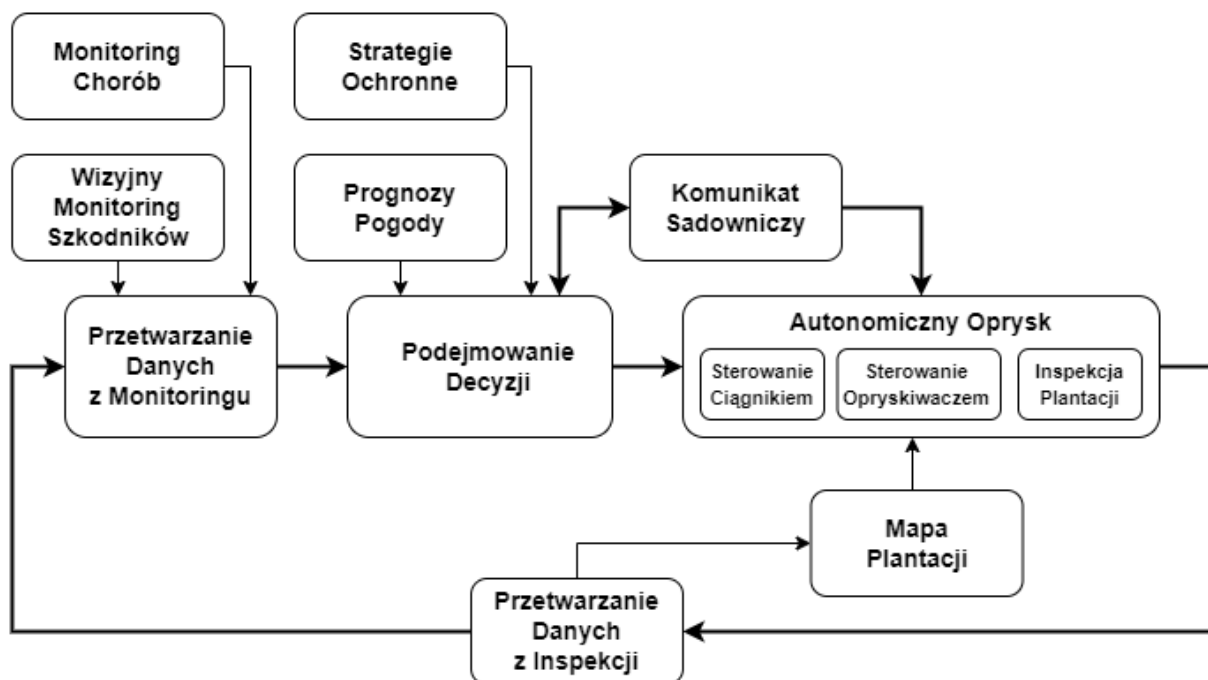 Monitoring
Chorób
Strategie
Ochronne
Wizyjny
Monitoring
Szkodników
Prognozy
Pogody
Komunikat
Sadowniczy
Przetwarzanie
Danych
z Monitoringu
Podejmowanie
Decyzji
Autonomiczny Oprysk
Sterowanie
Ciągnikiem
Sterowanie
Opryskiwaczem
Inspekcja
Plantacji
Mapa
Plantacji
Przetwarzanie
Danych
z Inspekcji